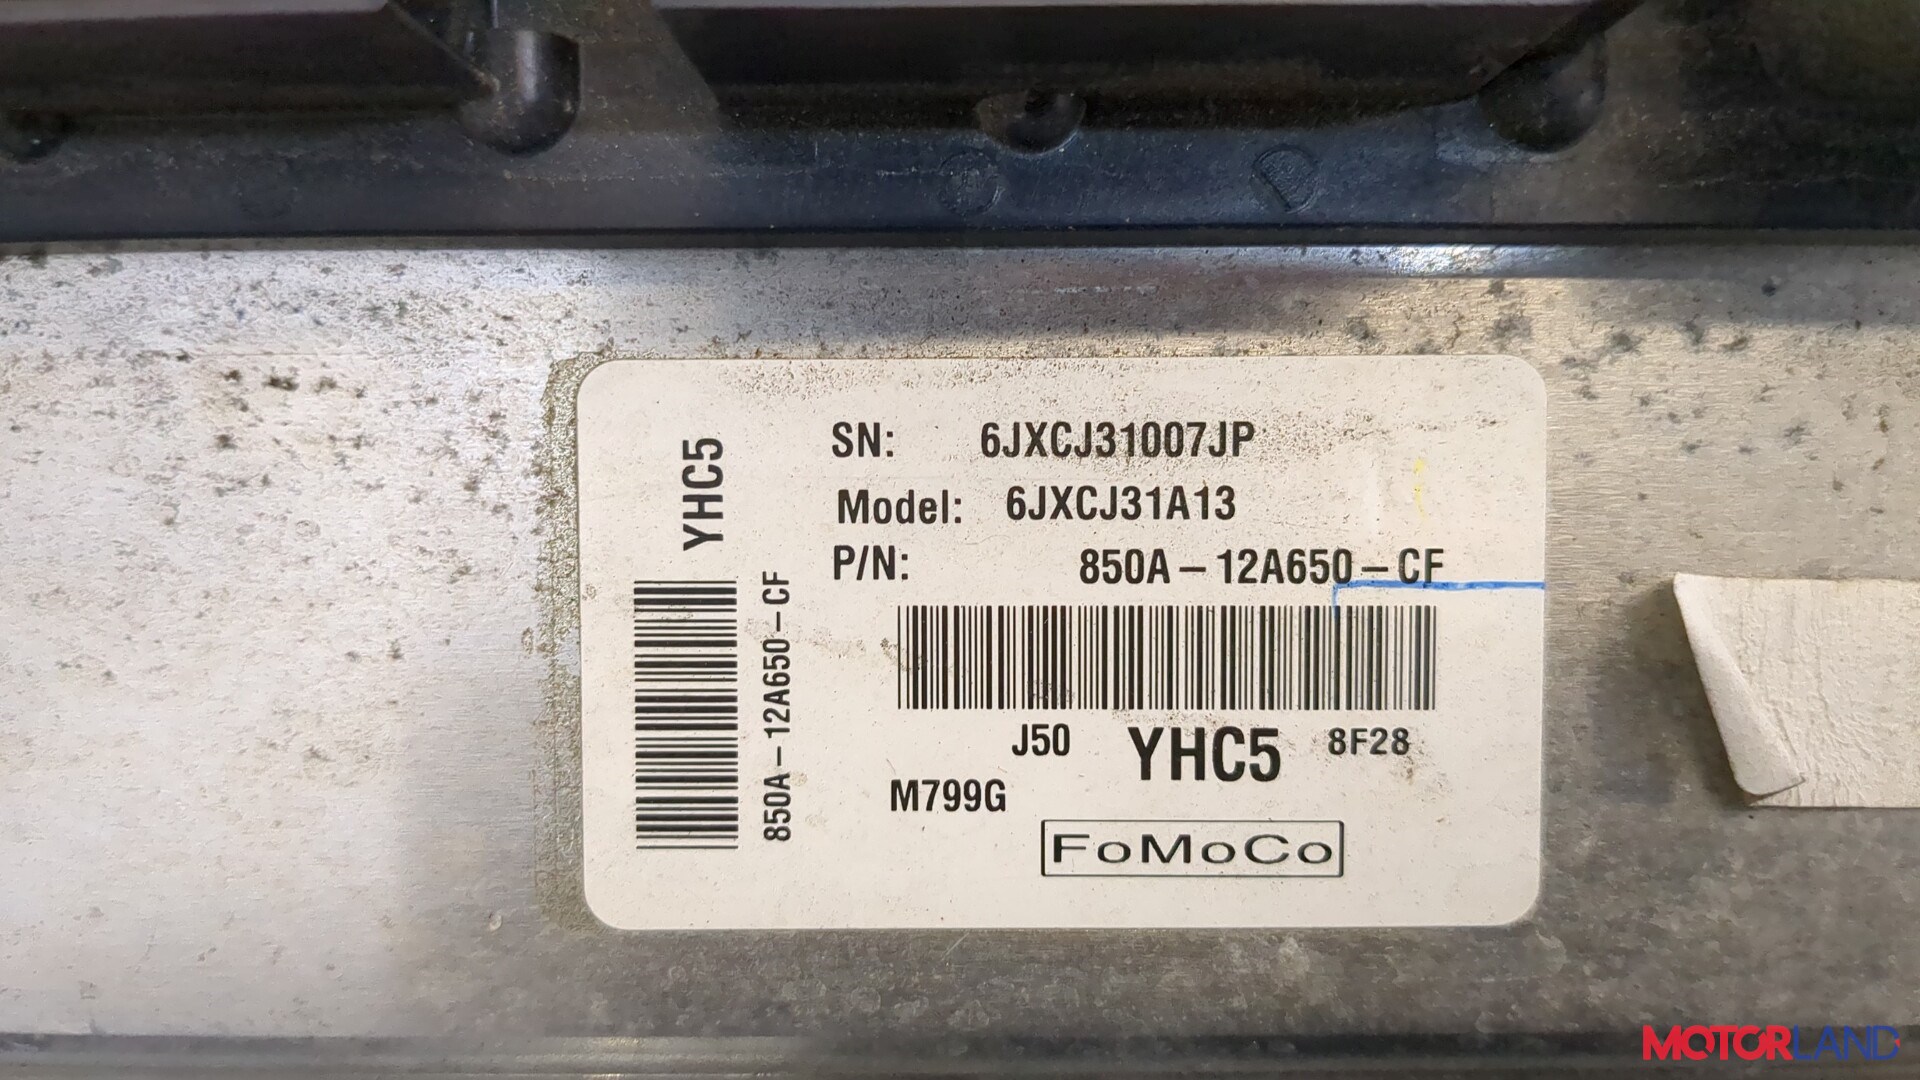 YHC5
850A – 12A650 – CF
SN: 6JXCJ31007JP
Model: 6JXCJ31A13
P/N: 850A – 12A650 – CF
J50 YHC5 8F28
M799G
FoMoCo
MOTORLAND